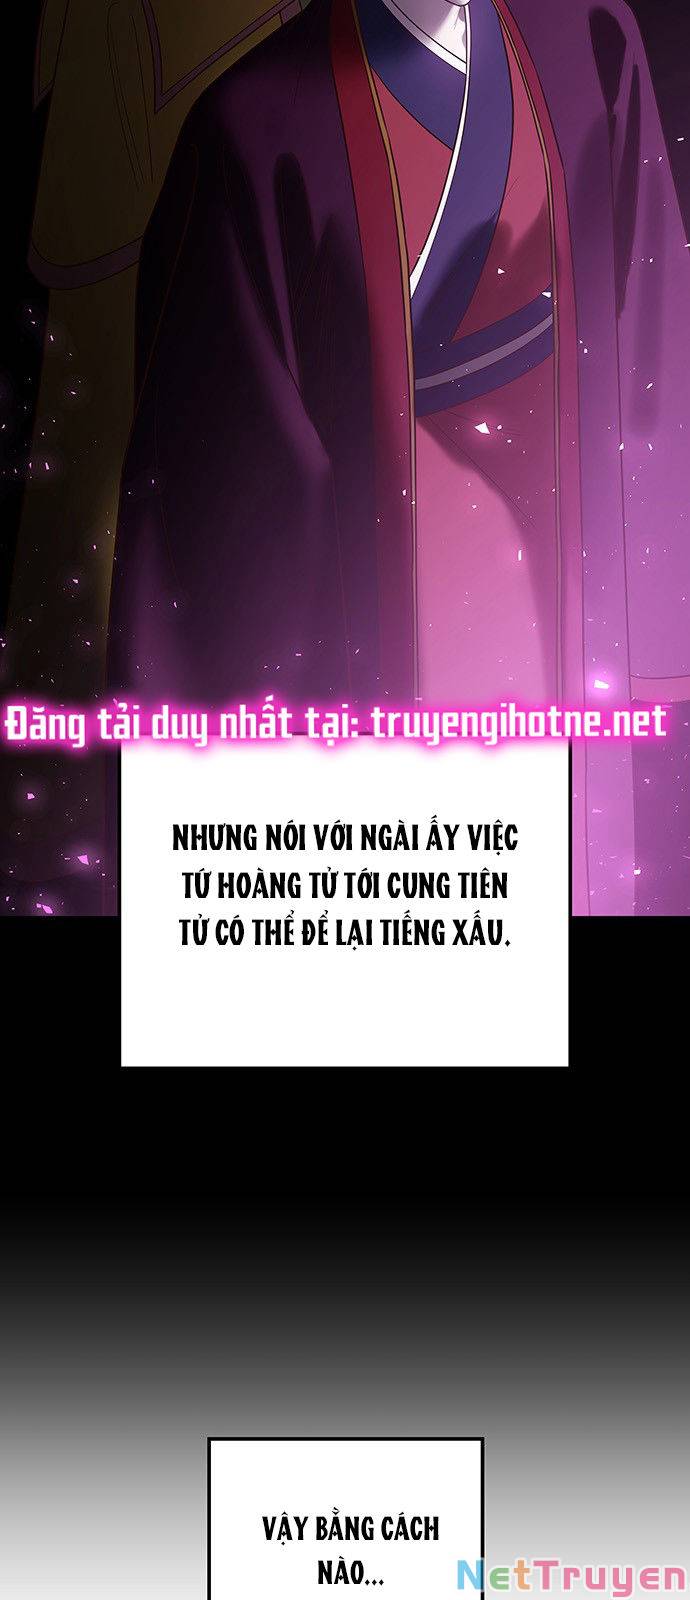 Đăng tải duy nhất tại: truyengihotne.net
NHƯNG NÓI VỚI NGÀI ẤY VIỆC
TỨ HOÀNG TỬ TỚI CUNG TIÊN
TỬ CÓ THỂ ĐỂ LẠI TIẾNG XẤU.
VẬY BẰNG CÁCH
NÀO...
NetTruyen